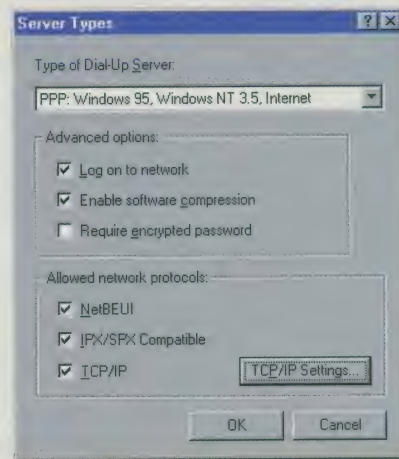 Server Types
Type of Dial-Up Server:
PPP: Windows 95, Windows NT 3.5, Internet
Advanced options:
Log on to network
Enable software compression
Require encrypted password
Allowed network protocols:
NetBEUI
IPX/SPX Compatible
TCP/IP
TCP/IP Settings...
OK
Cancel